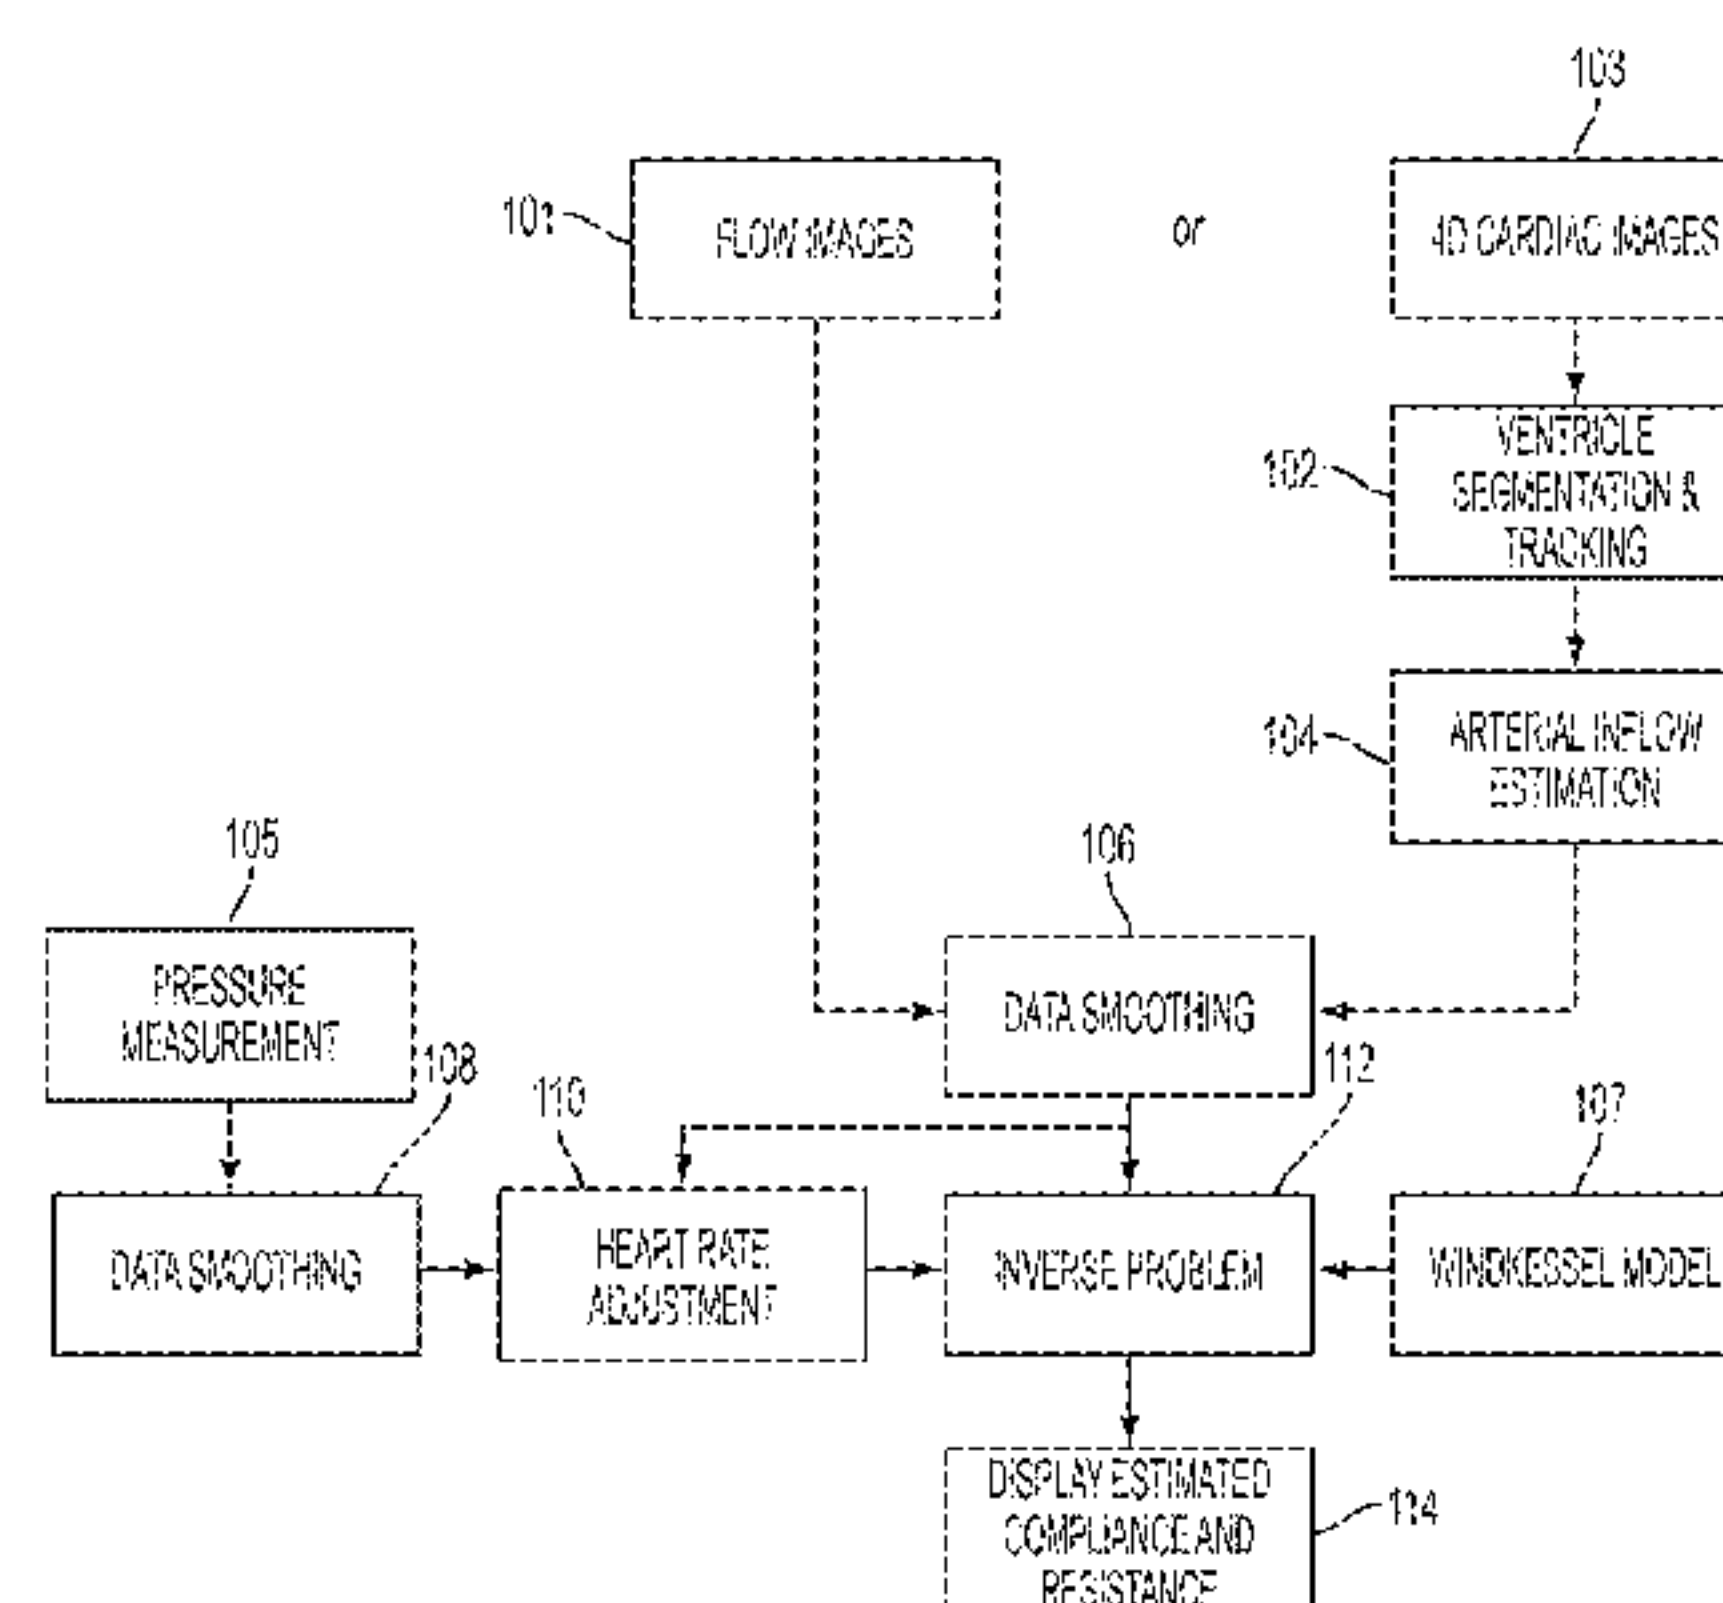 103
101
FLOW IMAGES
or
4D CARDIAC IMAGES
102
VENTRICLE
SEGMENTATION &
TRACKING
104
ARTERIAL INFLOW
ESTIMATION
105
106
PRESSURE
MEASUREMENT
DATA SMOOTHING
108
110
112
107
DATA SMOOTHING
HEART RATE
ADJUSTMENT
INVERSE PROBLEM
WINDKESSEL MODEL
DISPLAY ESTIMATED
COMPLIANCE AND
RESISTANCE
114